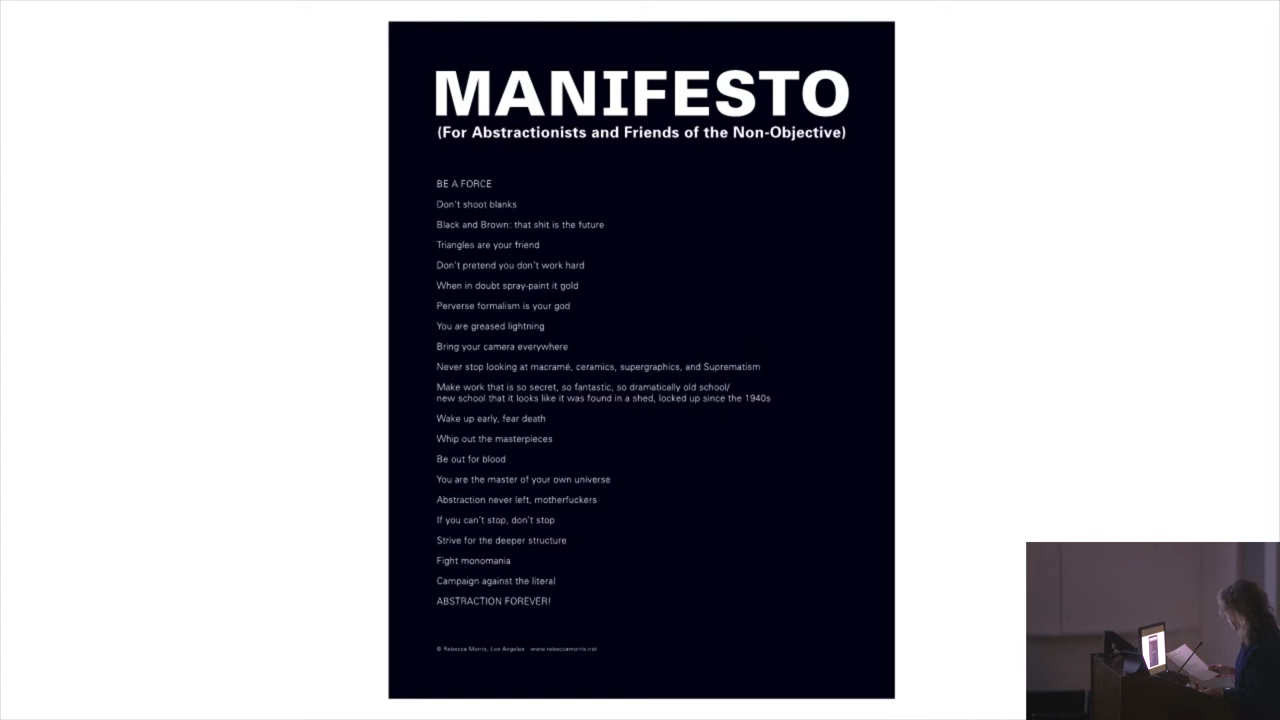 MANIFESTO
(For Abstractionists and Friends of the Non-Objective)
BE A FORCE
Don't shoot blanks
Black and Brown: that shit is the future
Triangles are your friend
Don't pretend you don't work hard
When in doubt spray-paint it gold
Perverse formalism is your god
You are greased lightning
Bring your camera everywhere
Never stop looking at macramé, ceramics, supergraphics, and Suprematism
Make work that is so secret, so fantastic, so dramatically old school/
new school that it looks like it was found in a shed, locked up since the 1940s
Wake up early, fear death
Whip out the masterpieces
Be out for blood
You are the master of your own universe
Abstraction never left, motherfuckers
If you can't stop, don't stop
Strive for the deeper structure
Fight monomania
Campaign against the literal
ABSTRACTION FOREVER!
© Rebecca Morris, Los Angeles www.rebeccamorris.net